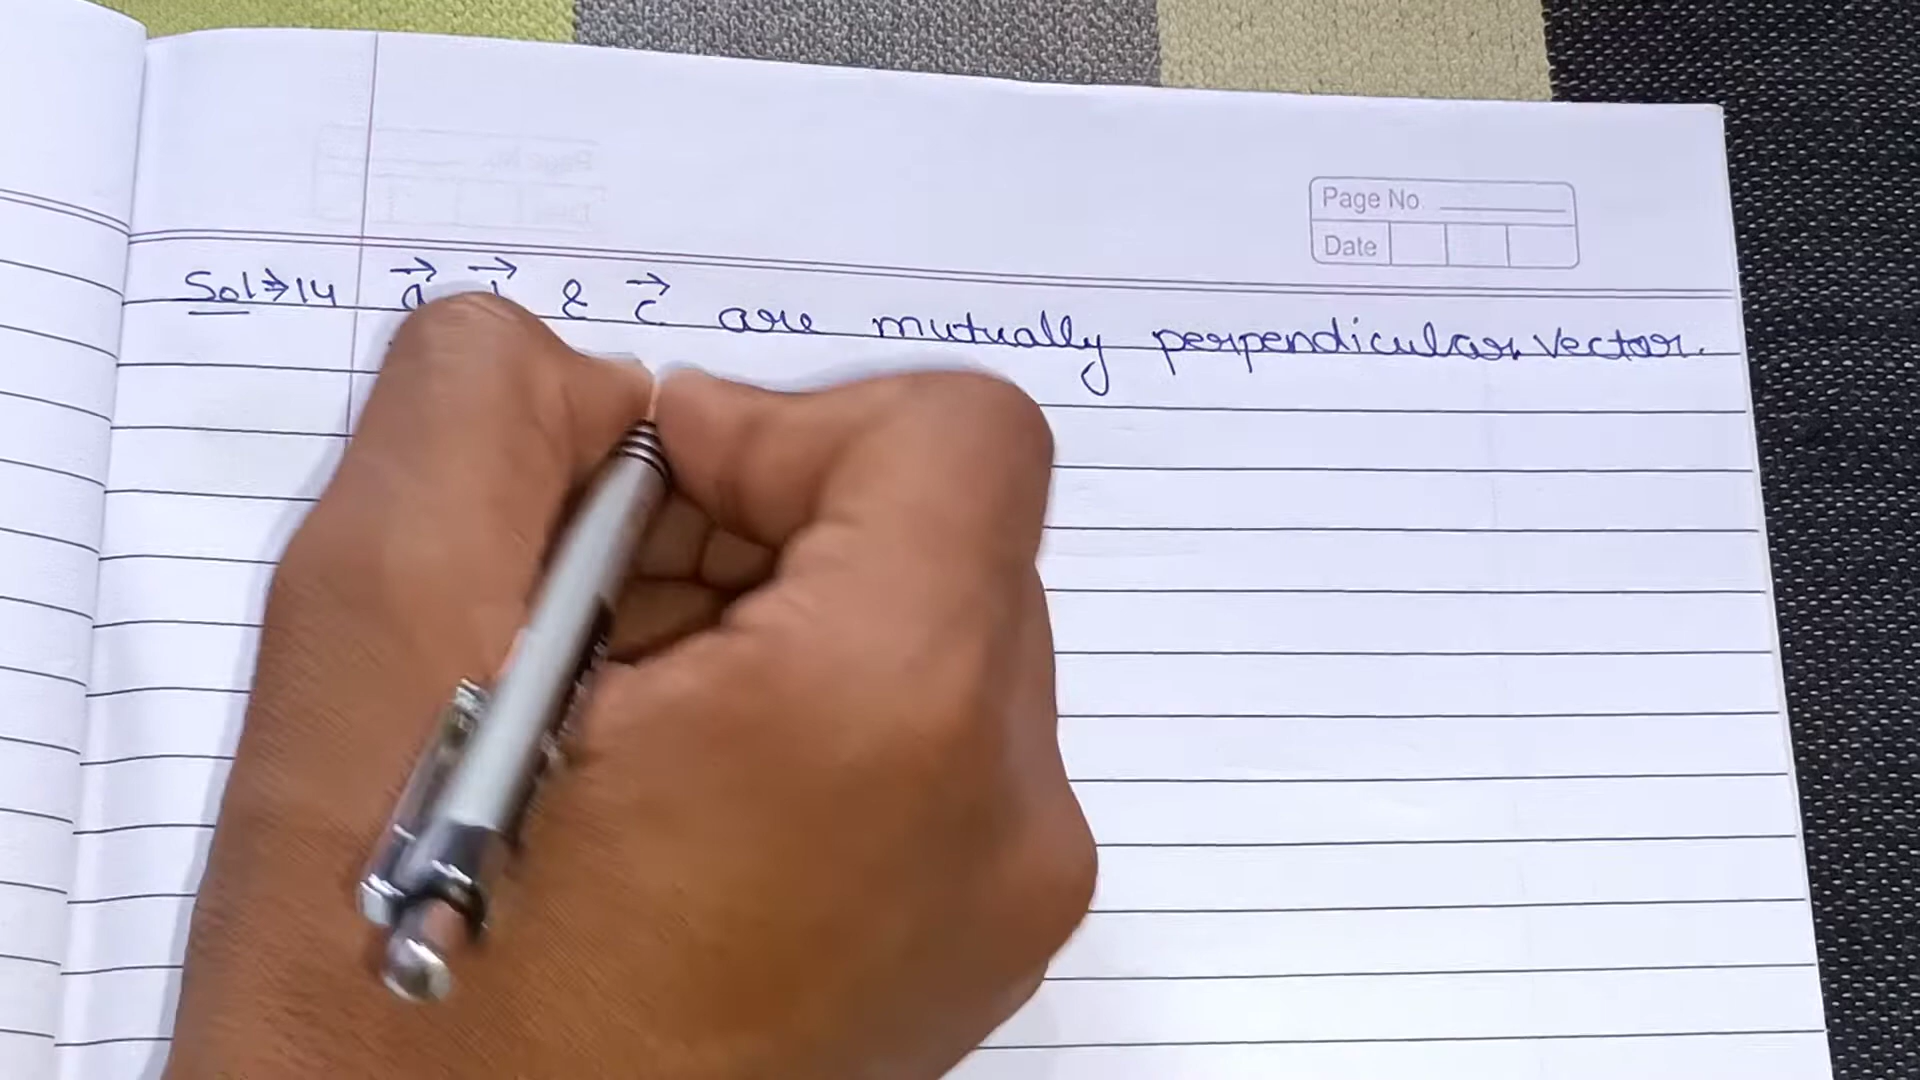 Page No.
Date
Sol⇒14 a⃗ & c⃗ are mutually perpendicular vector.